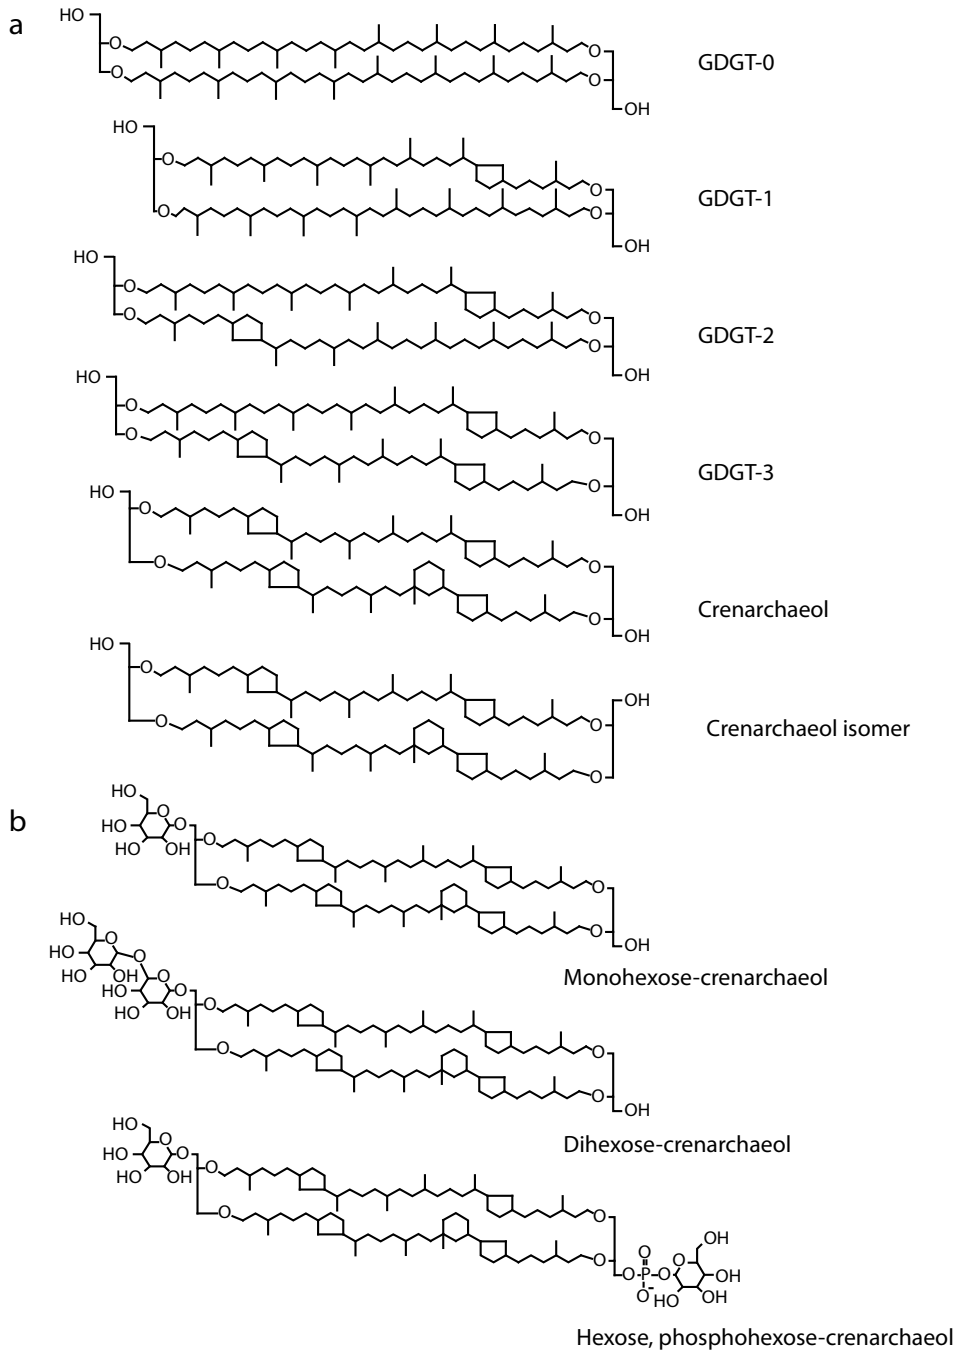 a
HO
O O
O O
OH
GDGT-0
HO
O O
O O
OH
GDGT-1
HO
O O
O O
OH
GDGT-2
HO
O O
O O
OH
GDGT-3
HO
O O
O O
OH
Crenarchaeol
HO
O O
O O
OH
Crenarchaeol isomer
b
HO
O
HO O
HO OH
O O
O O
OH
Monohexose-crenarchaeol
HO
O
HO O
HO OH O
HO O
HO OH
O O
O O
OH
Dihexose-crenarchaeol
HO
O
HO O
HO OH
O O
O O
O O OH
O P O OH
O- HO OH
Hexose, phosphohexose-crenarchaeol